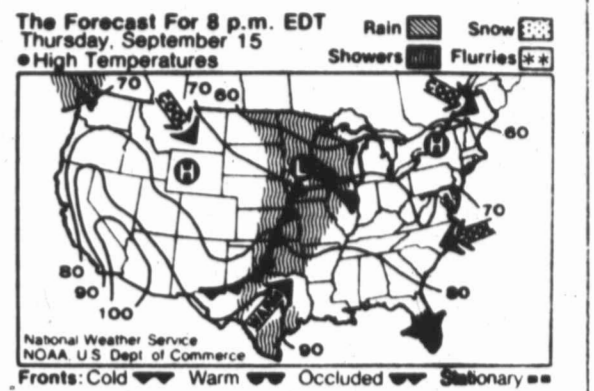 The Forecast For 8 p.m. EDT
Thursday, September 15
● High Temperatures
Rain
Snow
Showers
Flurries
70
70
60
60
H
H
L
70
80
90
100
80
WARM
90
National Weather Service
NOAA, U.S. Dept. of Commerce
Fronts: Cold Warm Occluded Stationary